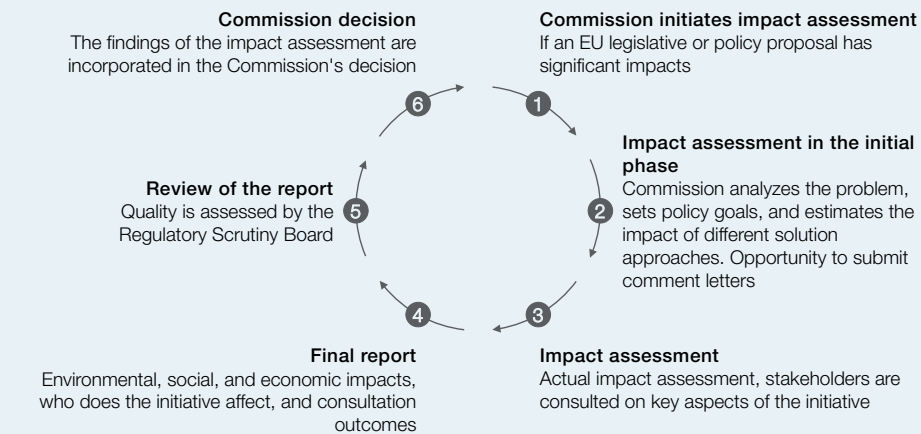 Commission initiates impact assessment
If an EU legislative or policy proposal has
significant impacts
1
Impact assessment in the initial
phase
Commission analyzes the problem,
sets policy goals, and estimates the
impact of different solution
approaches. Opportunity to submit
comment letters
2
Impact assessment
Actual impact assessment, stakeholders are
consulted on key aspects of the initiative
3
Final report
Environmental, social, and economic impacts,
who does the initiative affect, and consultation
outcomes
4
Review of the report
Quality is assessed by the
Regulatory Scrutiny Board
5
Commission decision
The findings of the impact assessment are
incorporated in the Commission's decision
6